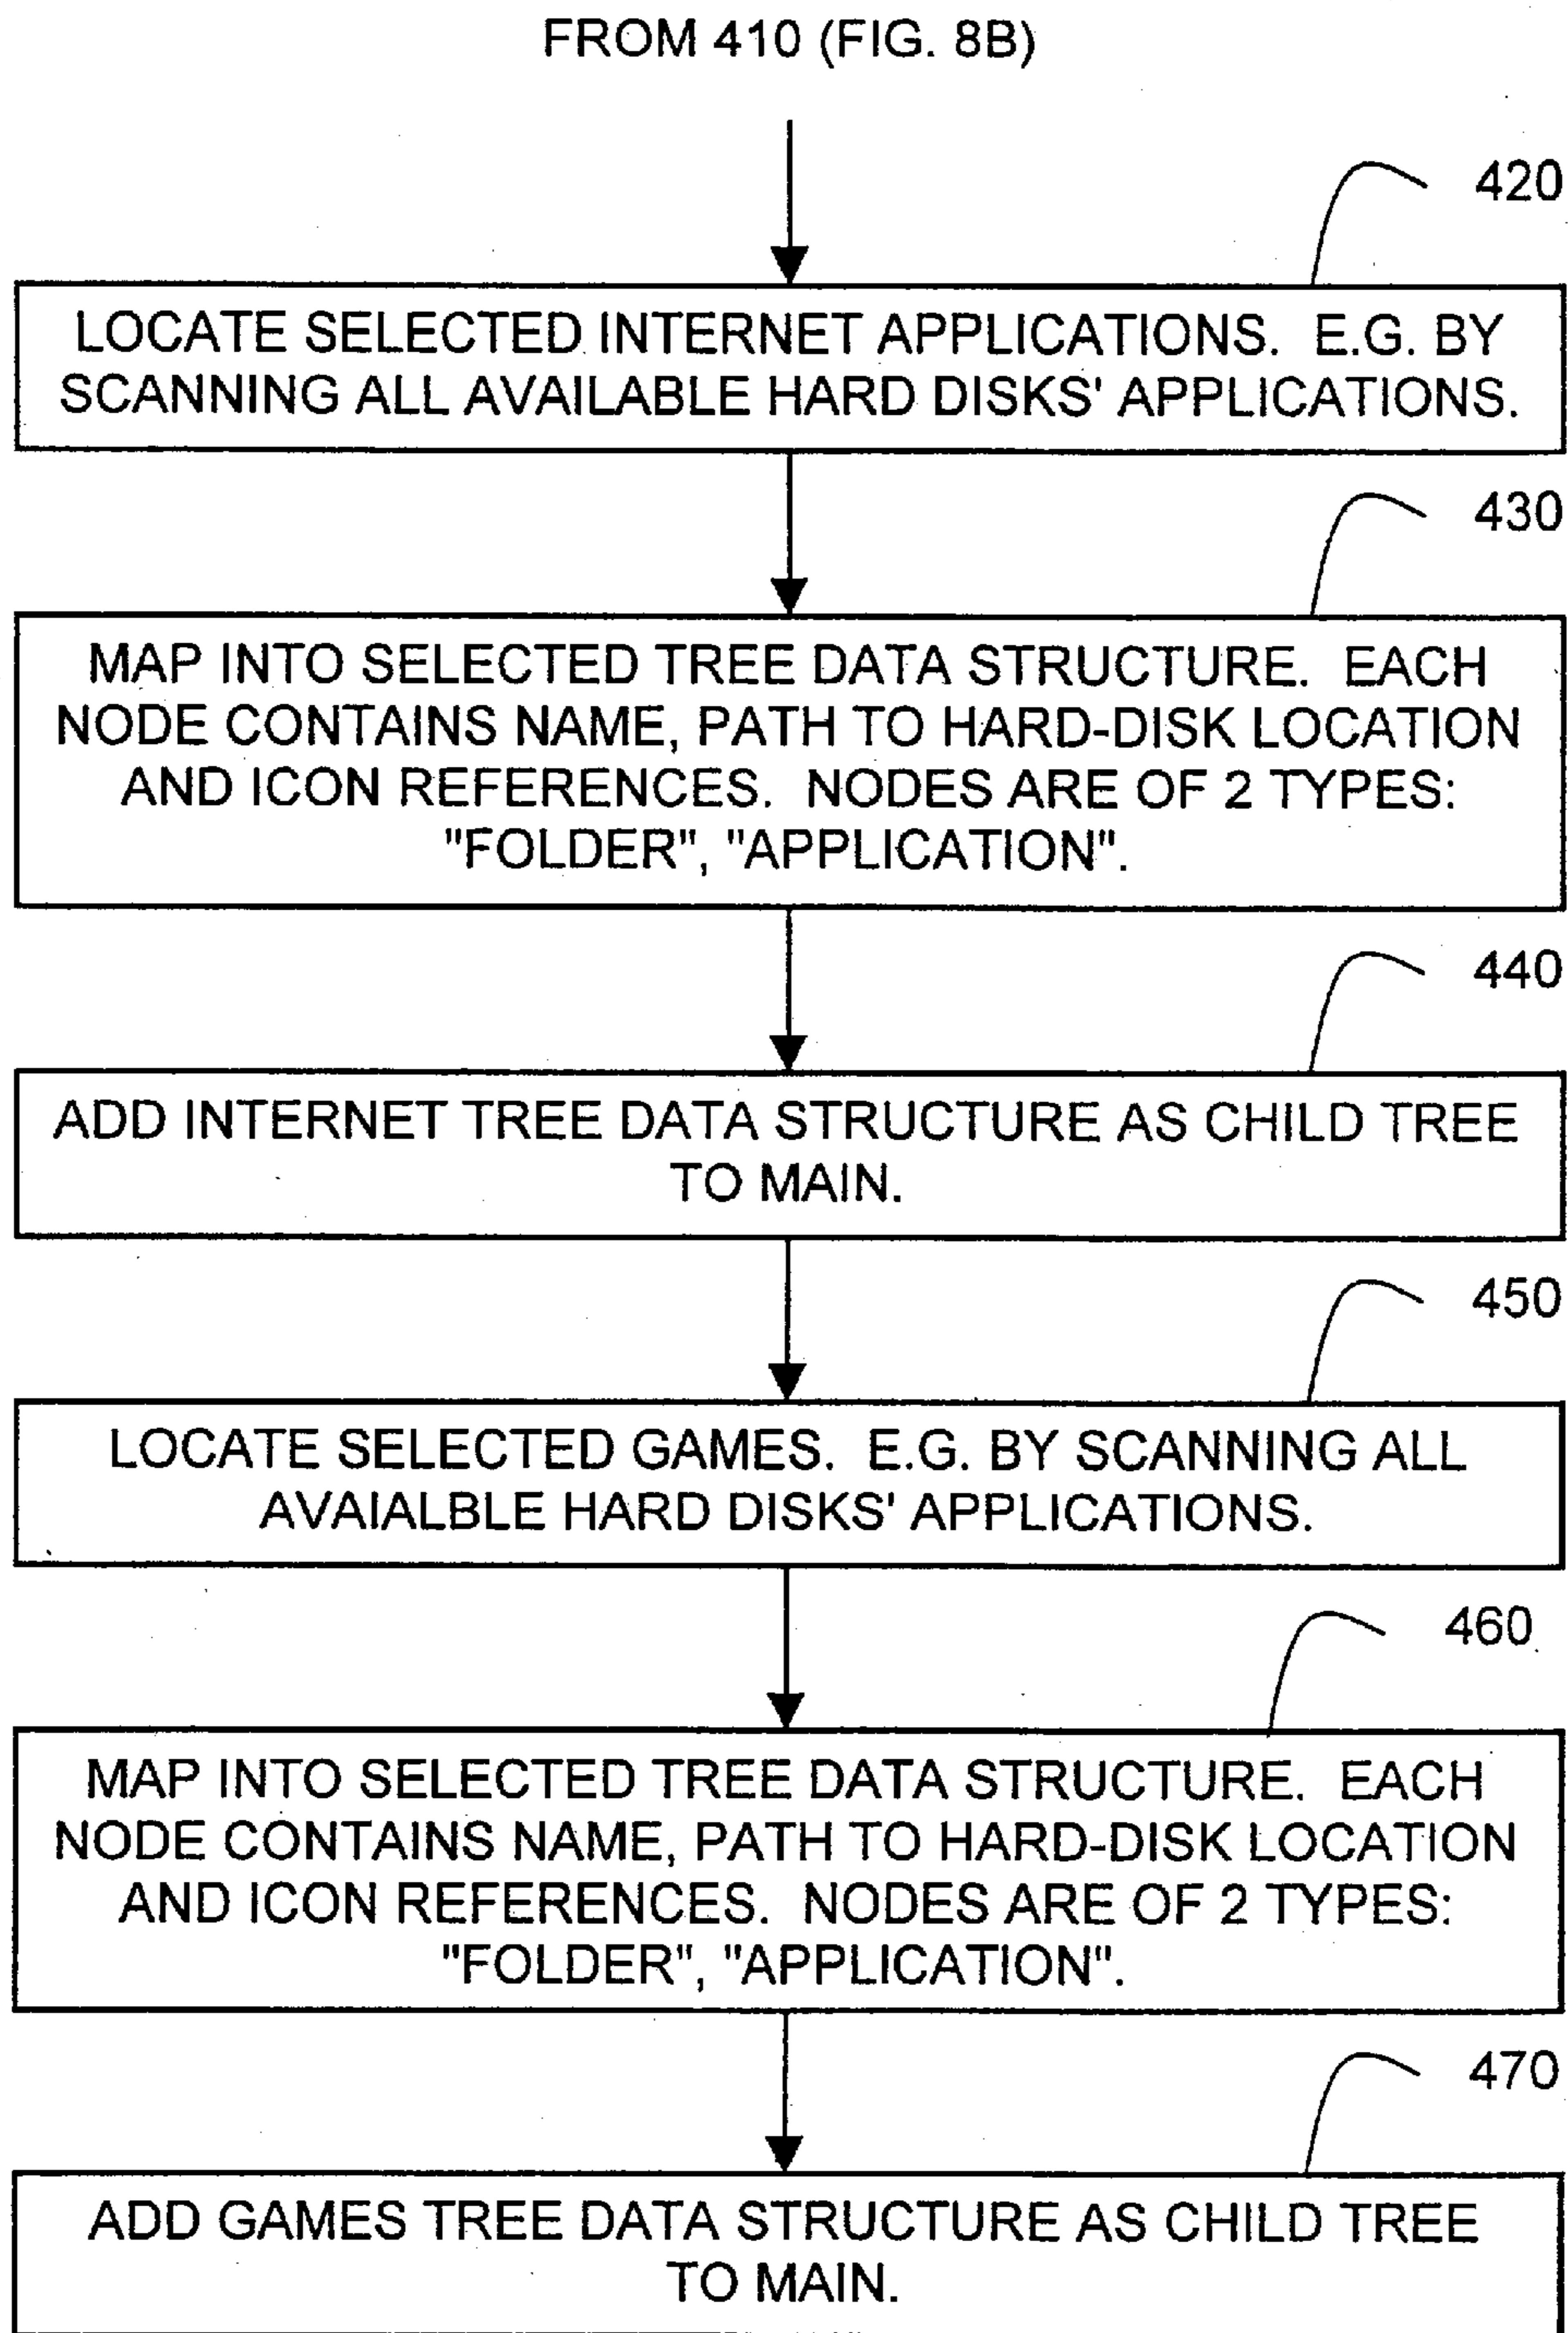 FROM 410 (FIG. 8B)
420
LOCATE SELECTED INTERNET APPLICATIONS. E.G. BY
SCANNING ALL AVAILABLE HARD DISKS' APPLICATIONS.
430
MAP INTO SELECTED TREE DATA STRUCTURE. EACH
NODE CONTAINS NAME, PATH TO HARD-DISK LOCATION
AND ICON REFERENCES. NODES ARE OF 2 TYPES:
"FOLDER", "APPLICATION".
440
ADD INTERNET TREE DATA STRUCTURE AS CHILD TREE
TO MAIN.
450
LOCATE SELECTED GAMES. E.G. BY SCANNING ALL
AVAIALBLE HARD DISKS' APPLICATIONS.
460
MAP INTO SELECTED TREE DATA STRUCTURE. EACH
NODE CONTAINS NAME, PATH TO HARD-DISK LOCATION
AND ICON REFERENCES. NODES ARE OF 2 TYPES:
"FOLDER", "APPLICATION".
470
ADD GAMES TREE DATA STRUCTURE AS CHILD TREE
TO MAIN.